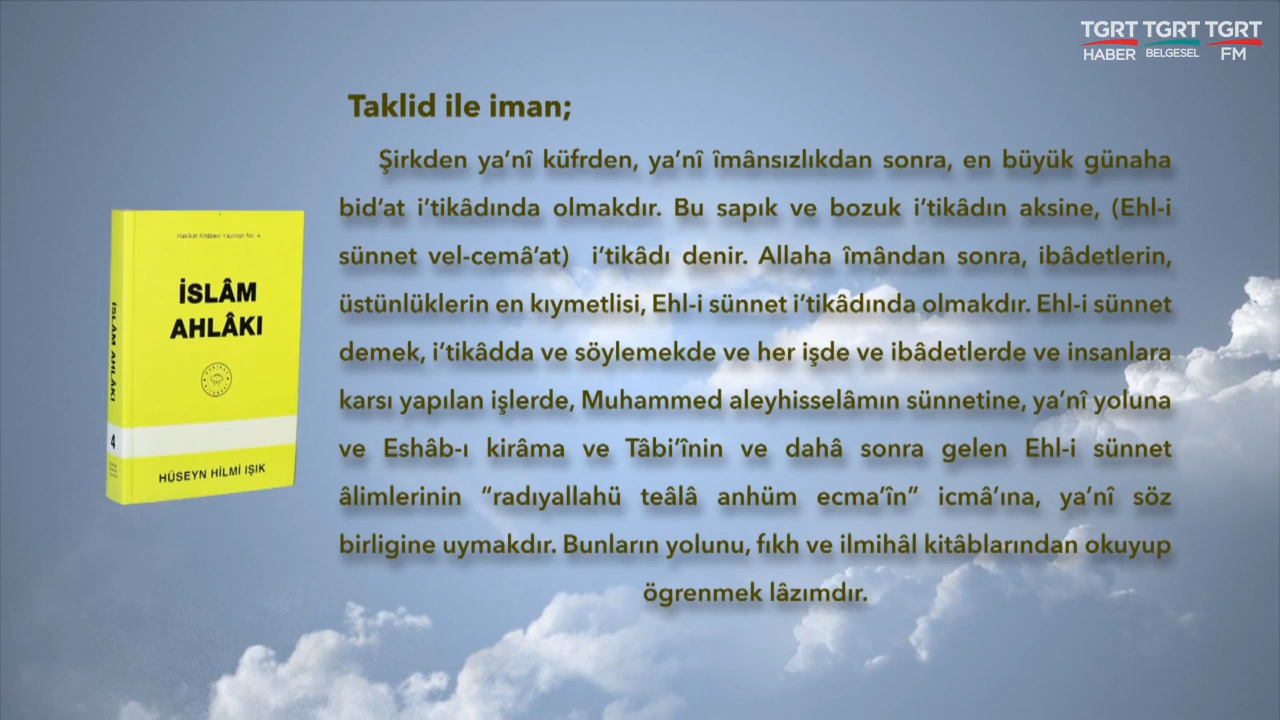 TGRT HABER
TGRT BELGESEL
TGRT FM
Taklid ile iman;
Şirkden ya’nî küfrden, ya’nî îmânsızlıkdan sonra, en büyük günaha
bid’at i’tikâdında olmakdır. Bu sapık ve bozuk i’tikâdın aksine, (Ehl-i
sünnet vel-cemâ’at) i’tikâdı denir. Allaha îmândan sonra, ibâdetlerin,
üstünlüklerin en kıymetlisi, Ehl-i sünnet i’tikâdında olmakdır. Ehl-i sünnet
demek, i’tikâdda ve söylemekde ve her işde ve ibâdetlerde ve insanlara
karsı yapılan işlerde, Muhammed aleyhisselâmın sünnetine, ya’nî yoluna
ve Eshâb-ı kirâma ve Tâbi’înin ve dahâ sonra gelen Ehl-i sünnet
âlimlerinin “radıyallahü teâlâ anhüm ecma’în” icmâ’ına, ya’nî söz
birligine uymakdır. Bunların yolunu, fıkh ve ilmihâl kitâblarından okuyup
ögrenmek lâzımdır.
Hakîkat Kitâbevi Yayınları No: 4
İSLÂM
AHLÂKI
HÜSEYN HİLMİ IŞIK
İSLÂM AHLÂKI
4